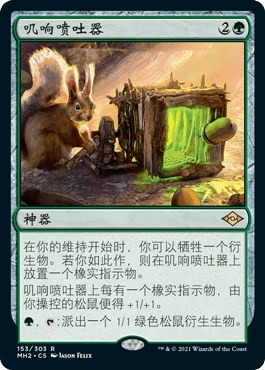 叽响喷吐器 2
神器
在你的维持开始时，你可以牺牲一个衍
生物。若你如此作，则在叽响喷吐器上
放置一个橡实指示物。
叽响喷吐器上每有一个橡实指示物，由
你操控的松鼠便得 +1/+1。
，：派出一个 1/1 绿色松鼠衍生生物。
153/303 R
MH2 • CS JASON FELIX
™ & © 2021 Wizards of the Coast